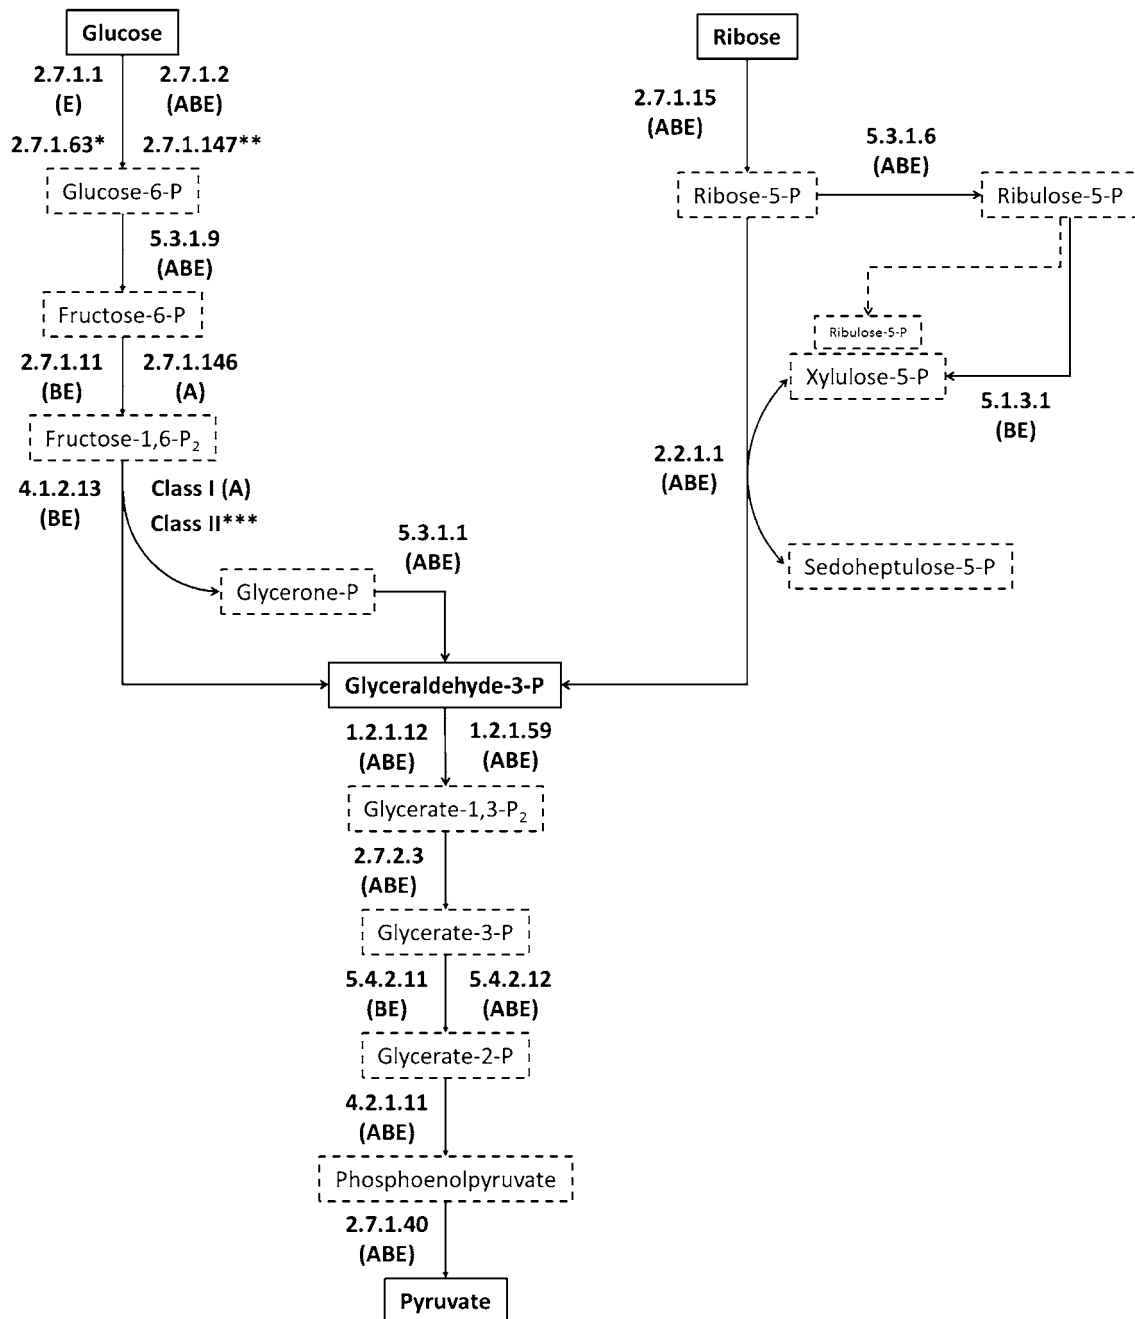 Glucose
2.7.1.1 2.7.1.2
(E) (ABE)
2.7.1.63* 2.7.1.147**
Glucose-6-P
5.3.1.9
(ABE)
Fructose-6-P
2.7.1.11 2.7.1.146
(BE) (A)
Fructose-1,6-P2
4.1.2.13 Class I (A)
(BE) Class II***
5.3.1.1
(ABE)
Glycerone-P
Ribose
2.7.1.15
(ABE)
5.3.1.6
(ABE)
Ribose-5-P
Ribulose-5-P
Ribulose-5-P
Xylulose-5-P
5.1.3.1
(BE)
2.2.1.1
(ABE)
Sedoheptulose-5-P
Glyceraldehyde-3-P
1.2.1.12 1.2.1.59
(ABE) (ABE)
Glycerate-1,3-P2
2.7.2.3
(ABE)
Glycerate-3-P
5.4.2.11 5.4.2.12
(BE) (ABE)
Glycerate-2-P
4.2.1.11
(ABE)
Phosphoenolpyruvate
2.7.1.40
(ABE)
Pyruvate